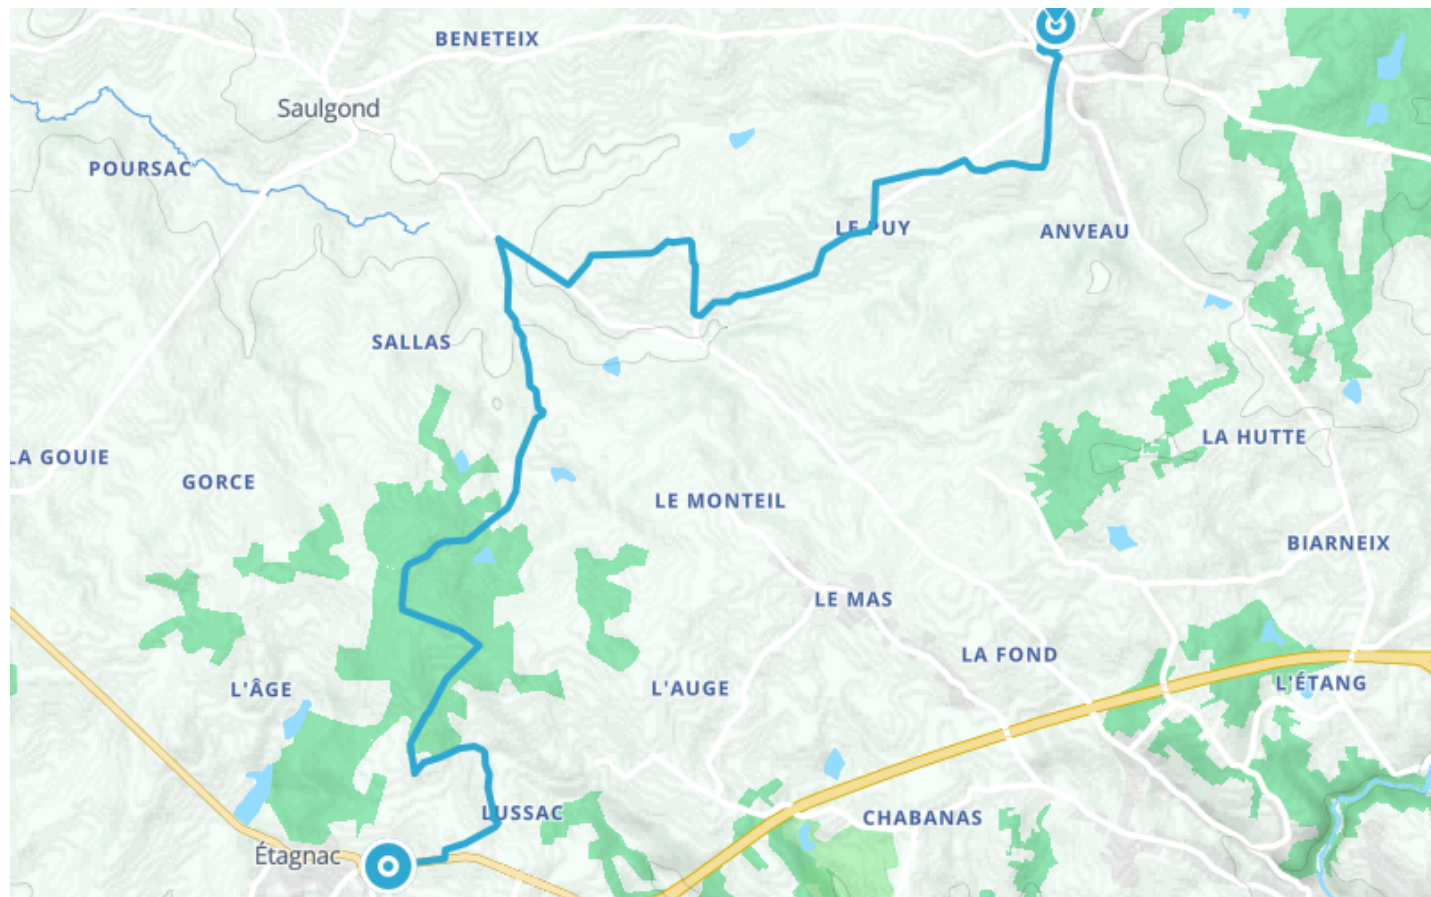 BENETEIX
Saulgond
POURSAC
LE PUY
ANVEAU
SALLAS
LA HUTTE
LA GOUIE
GORCE
LE MONTEIL
BIARNEIX
LE MAS
LA FOND
L'ÂGE
L'AUGE
L'ÉTANG
LUSSAC
CHABANAS
Étagnac